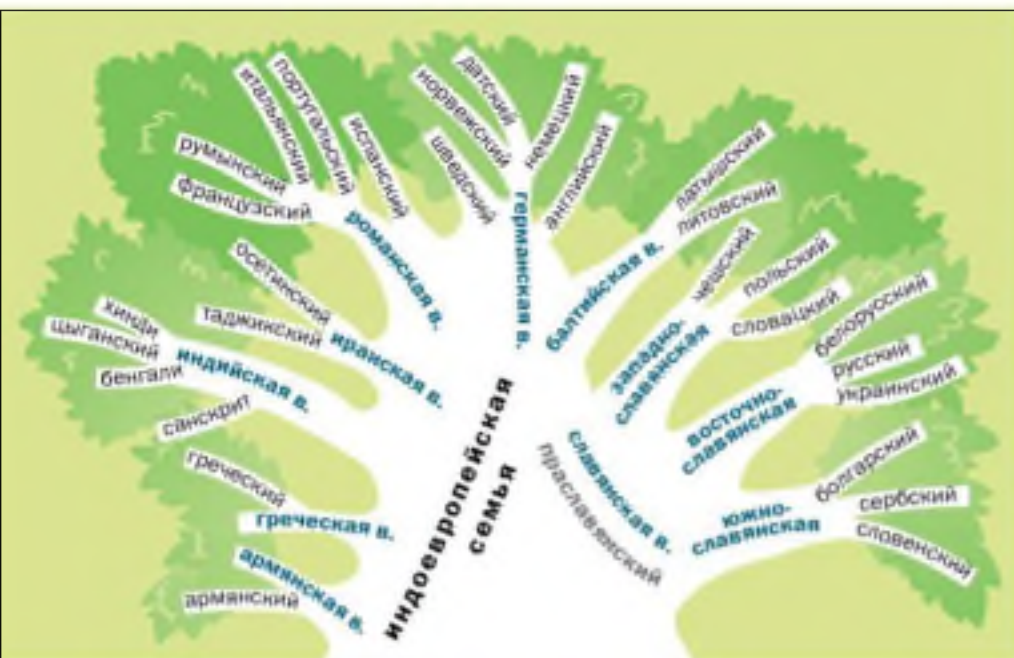 итальянский
португальский
румынский
французский
испанский
романская в.
шведский
норвежский
датский
немецкий
английский
германская в.
латышский
литовский
балтийская в.
чешский
польский
словацкий
западно-
славянская
белорусский
русский
украинский
восточно-
славянская
болгарский
сербский
словенский
южно-
славянская
славянская в.
праславянский
осетинский
таджикский
иранская в.
хинди
цыганский
бенгали
санскрит
индийская в.
греческий
греческая в.
армянский
армянская в.
индоевропейская
семья